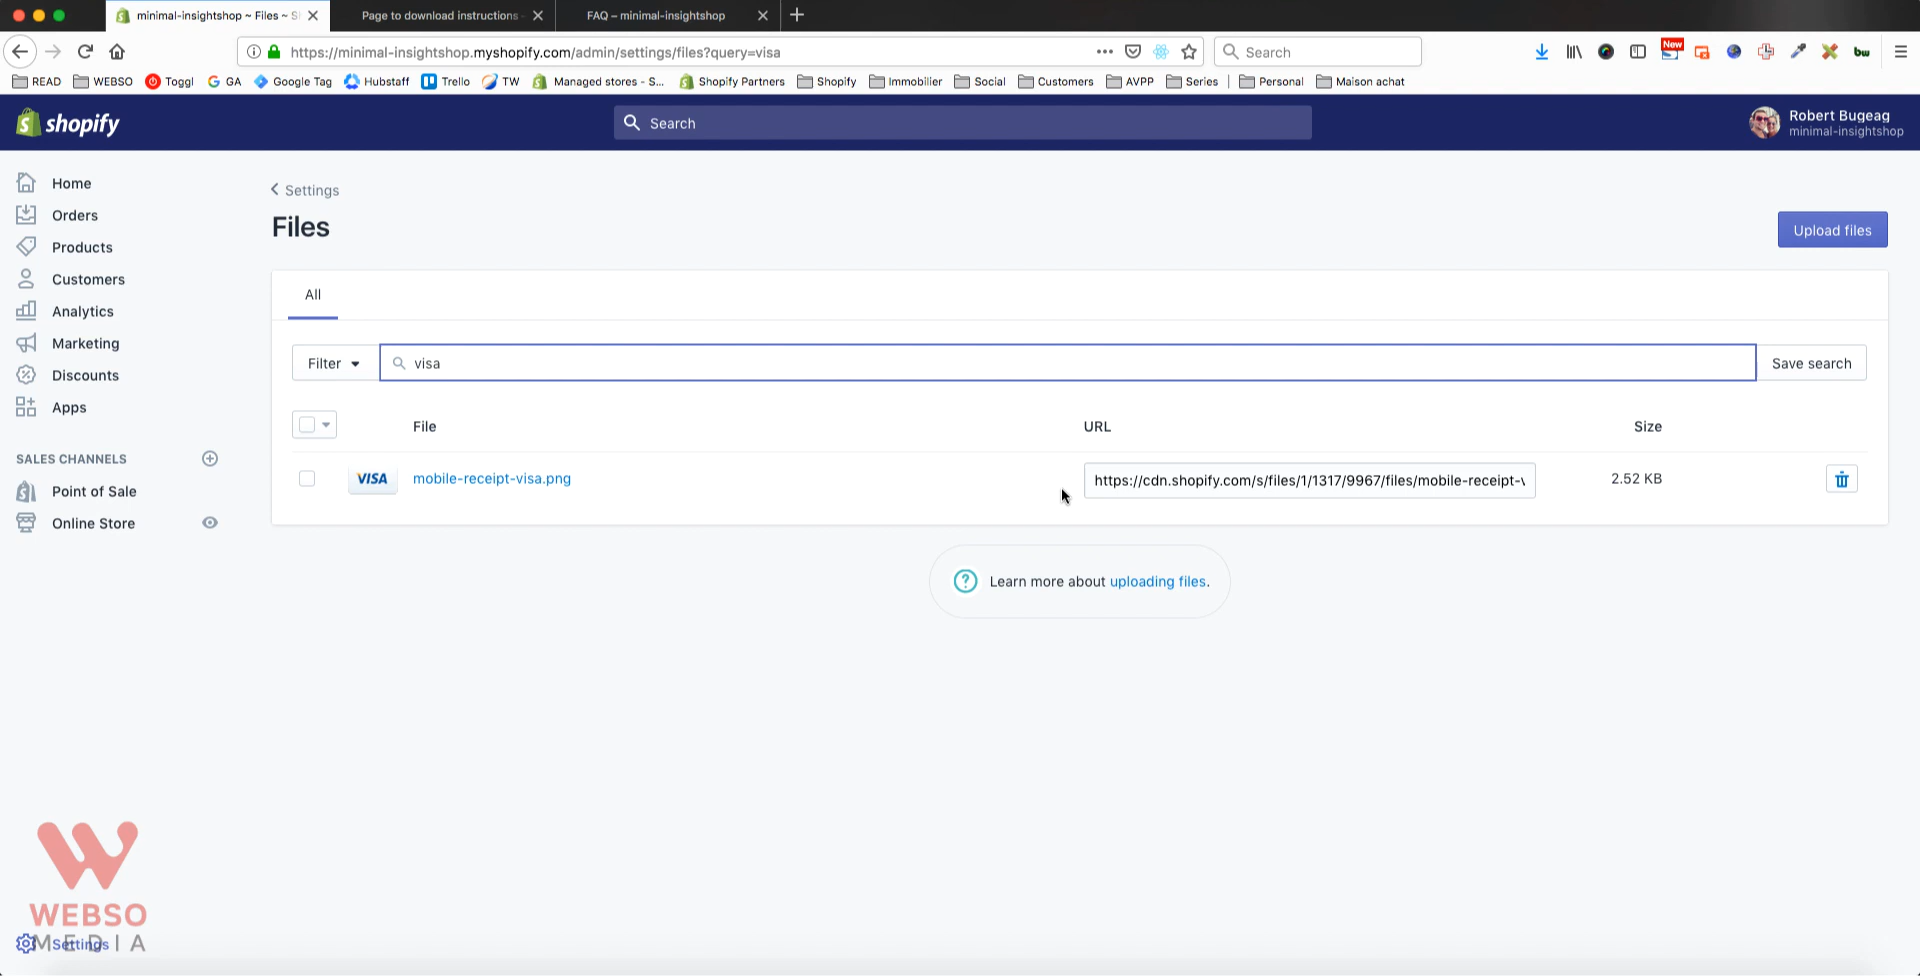 minimal-insightshop ~ Files ~ S
Page to download instructions
FAQ – minimal-insightshop
https://minimal-insightshop.myshopify.com/admin/settings/files?query=visa
Search
New
bw
READ
WEBSO
Toggl
GA
Google Tag
Hubstaff
Trello
TW
Managed stores - S...
Shopify Partners
Shopify
Immobilier
Social
Customers
AVPP
Series
Personal
Maison achat
shopify
Search
Robert Bugeag
minimal-insightshop
Home
Orders
Products
Customers
Analytics
Marketing
Discounts
Apps
SALES CHANNELS
Point of Sale
Online Store
Settings
Files
Upload files
All
Filter
visa
Save search
File
URL
Size
VISA
mobile-receipt-visa.png
https://cdn.shopify.com/s/files/1/1317/9967/files/mobile-receipt-v
2.52 KB
Learn more about uploading files.
WEBSO
MEDIA
Settings